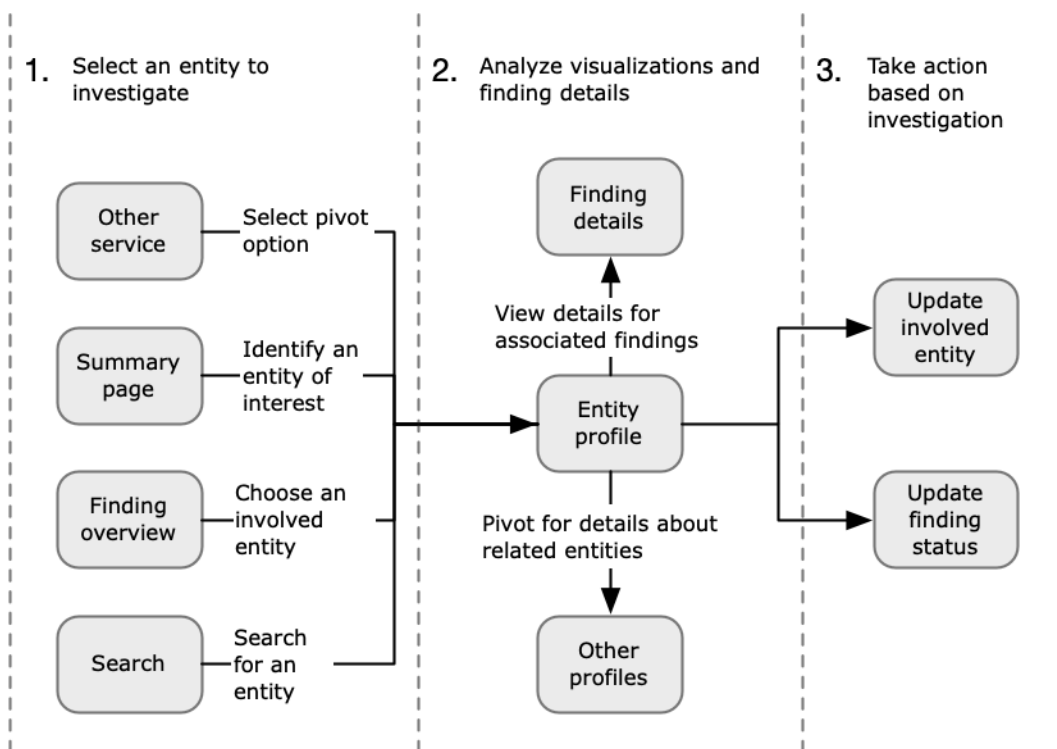 1. Select an entity to
investigate
2. Analyze visualizations and
finding details
3. Take action
based on
investigation
Other
service
Select pivot
option
Summary
page
Identify an
entity of
interest
Finding
overview
Choose an
involved
entity
Search
Search
for an
entity
Finding
details
View details for
associated findings
Entity
profile
Pivot for details about
related entities
Other
profiles
Update
involved
entity
Update
finding
status